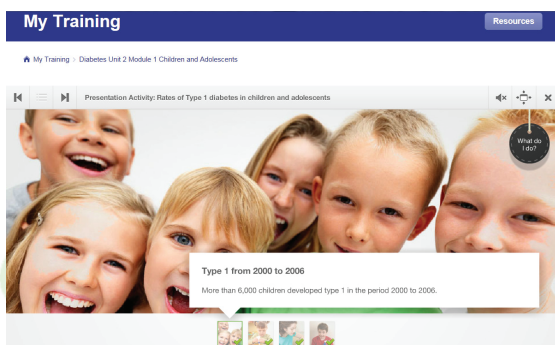 My Training
Resources
My Training > Diabetes Unit 2 Module 1 Children and Adolescents
Presentation Activity: Rates of Type 1 diabetes in children and adolescents
What do
I do?
Type 1 from 2000 to 2006
More than 6,000 children developed type 1 in the period 2000 to 2006.